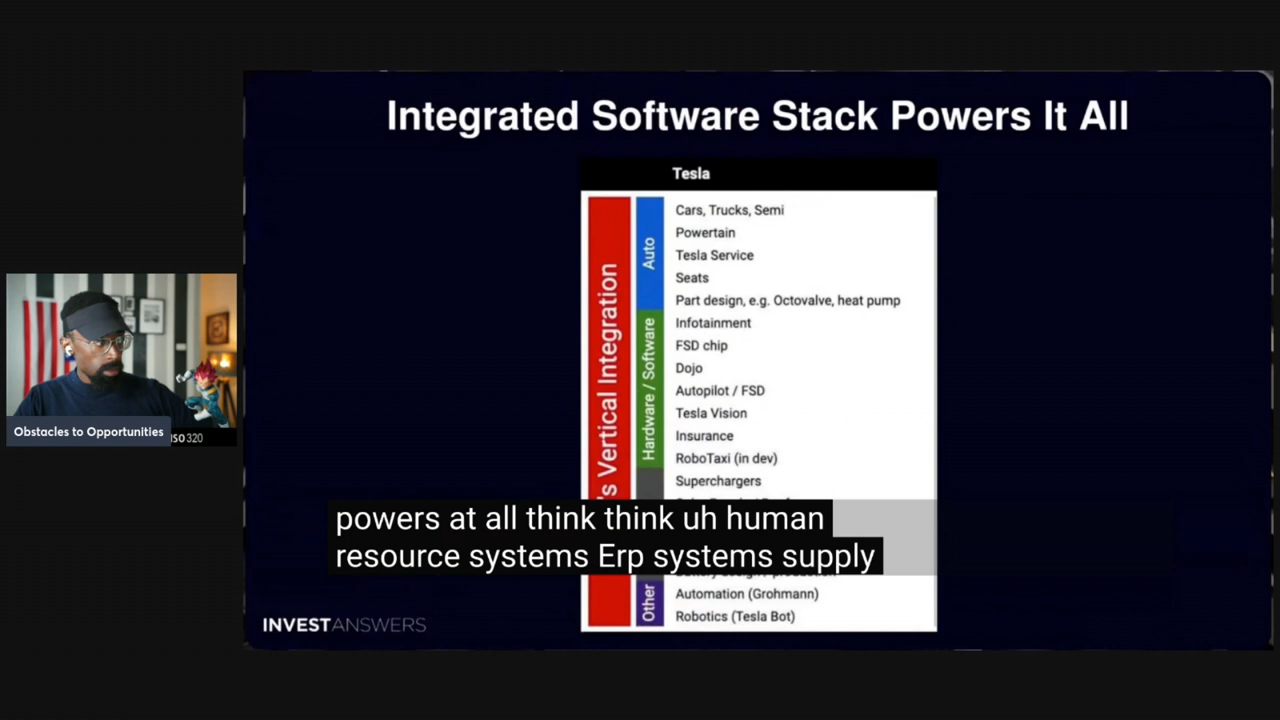 Integrated Software Stack Powers It All
Tesla
's Vertical Integration
Auto
Cars, Trucks, Semi
Powertain
Tesla Service
Seats
Part design, e.g. Octovalve, heat pump
Hardware / Software
Infotainment
FSD chip
Dojo
Autopilot / FSD
Tesla Vision
Insurance
RoboTaxi (in dev)
Superchargers
Other
Automation (Grohmann)
Robotics (Tesla Bot)
powers at all think think uh human
resource systems Erp systems supply
INVESTANSWERS
Obstacles to Opportunities
ISO 320